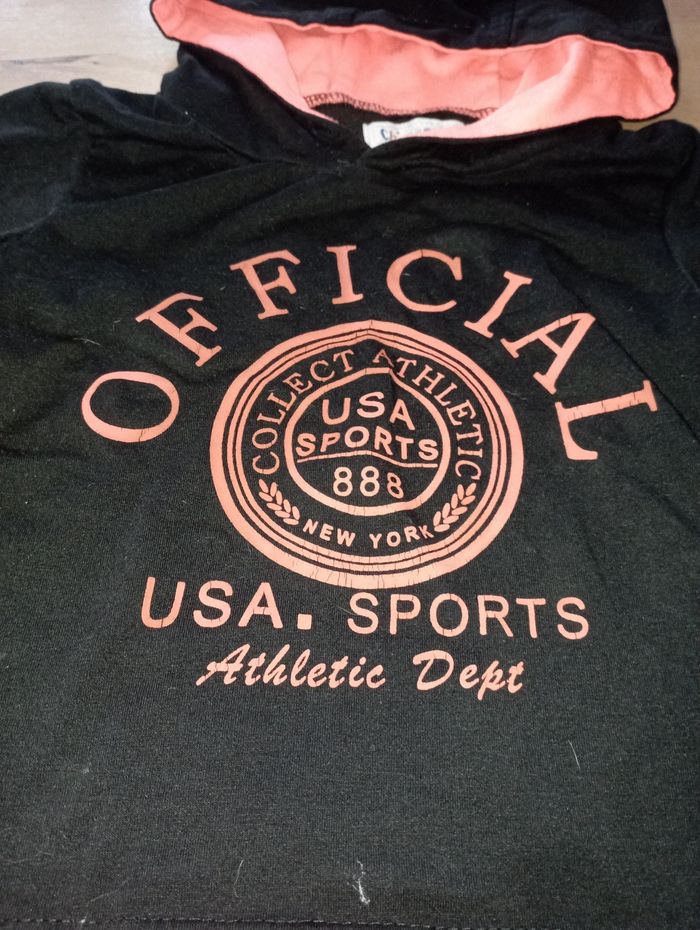 OFFICIAL
COLLECT ATHLETIC
USA
SPORTS
888
NEW YORK
USA. SPORTS
Athletic Dept